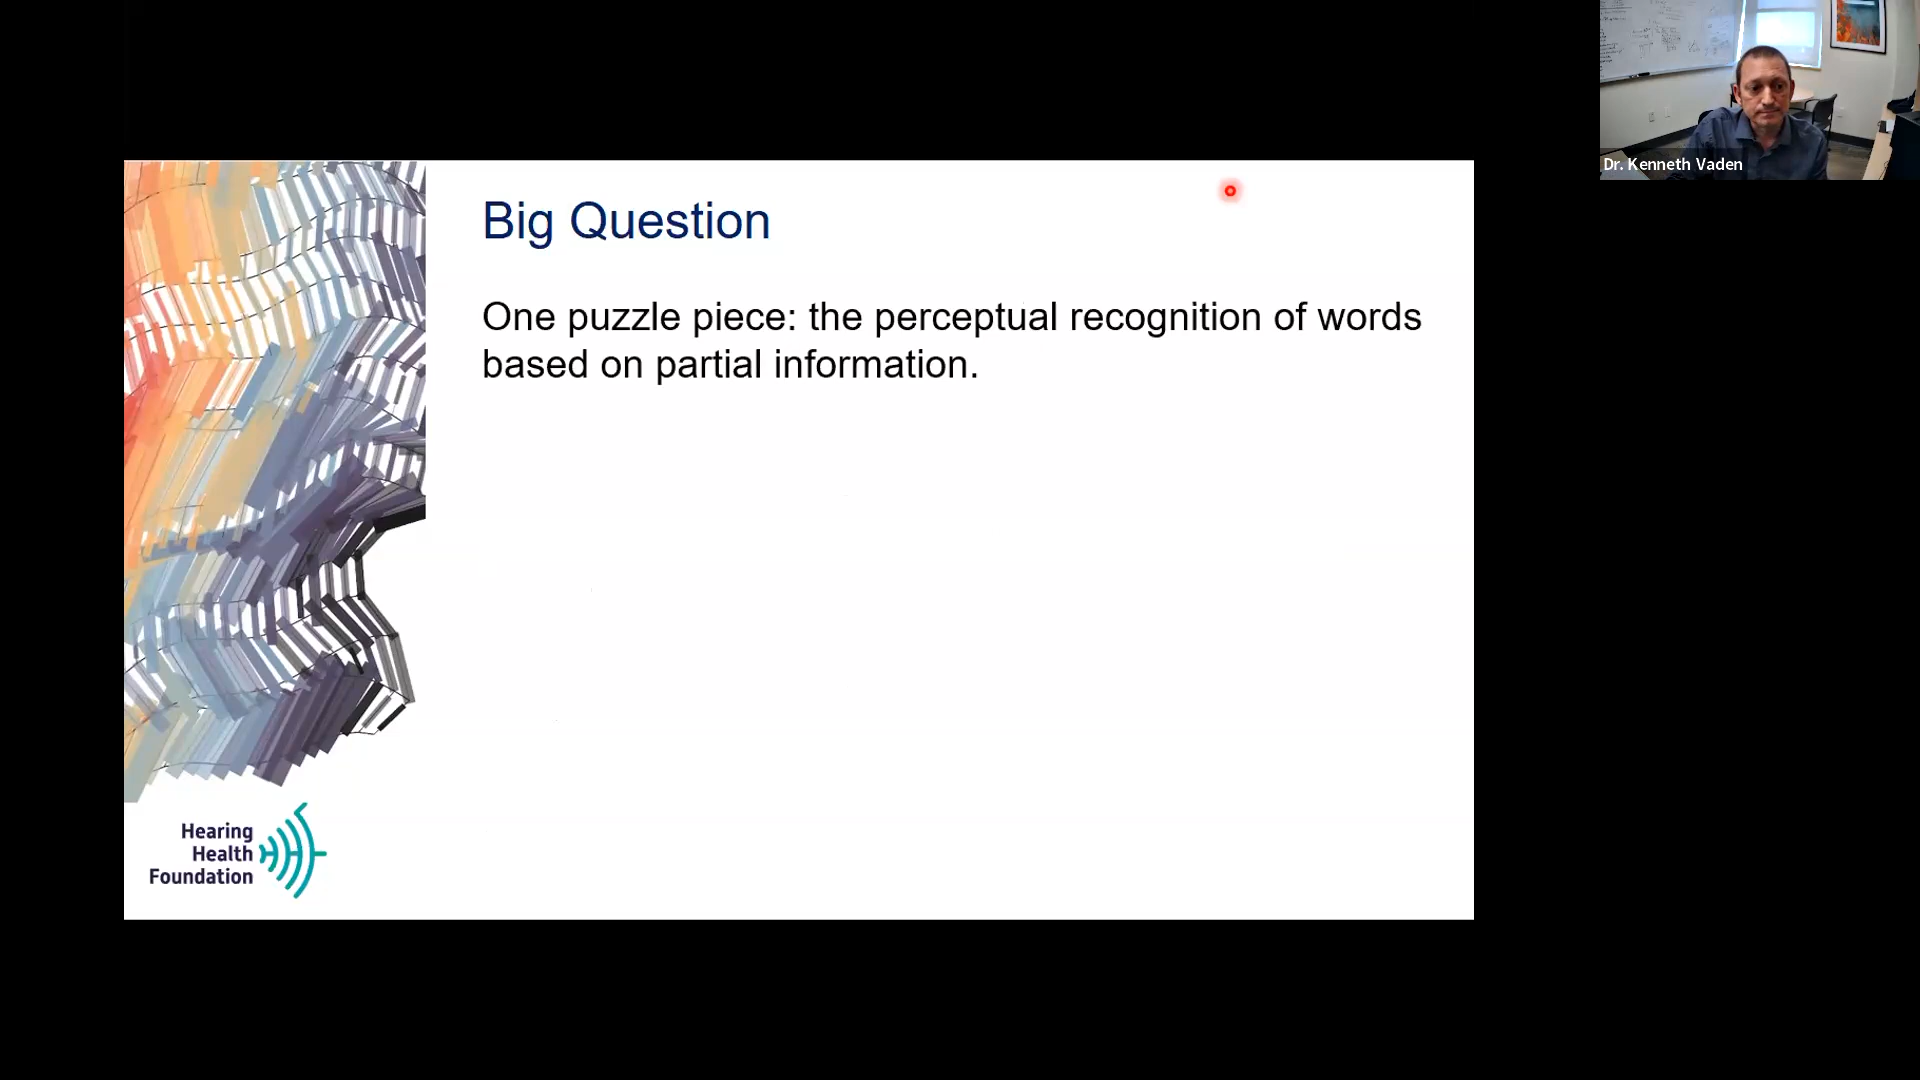 Big Question
One puzzle piece: the perceptual recognition of words
based on partial information.
Hearing
Health
Foundation
Dr. Kenneth Vaden